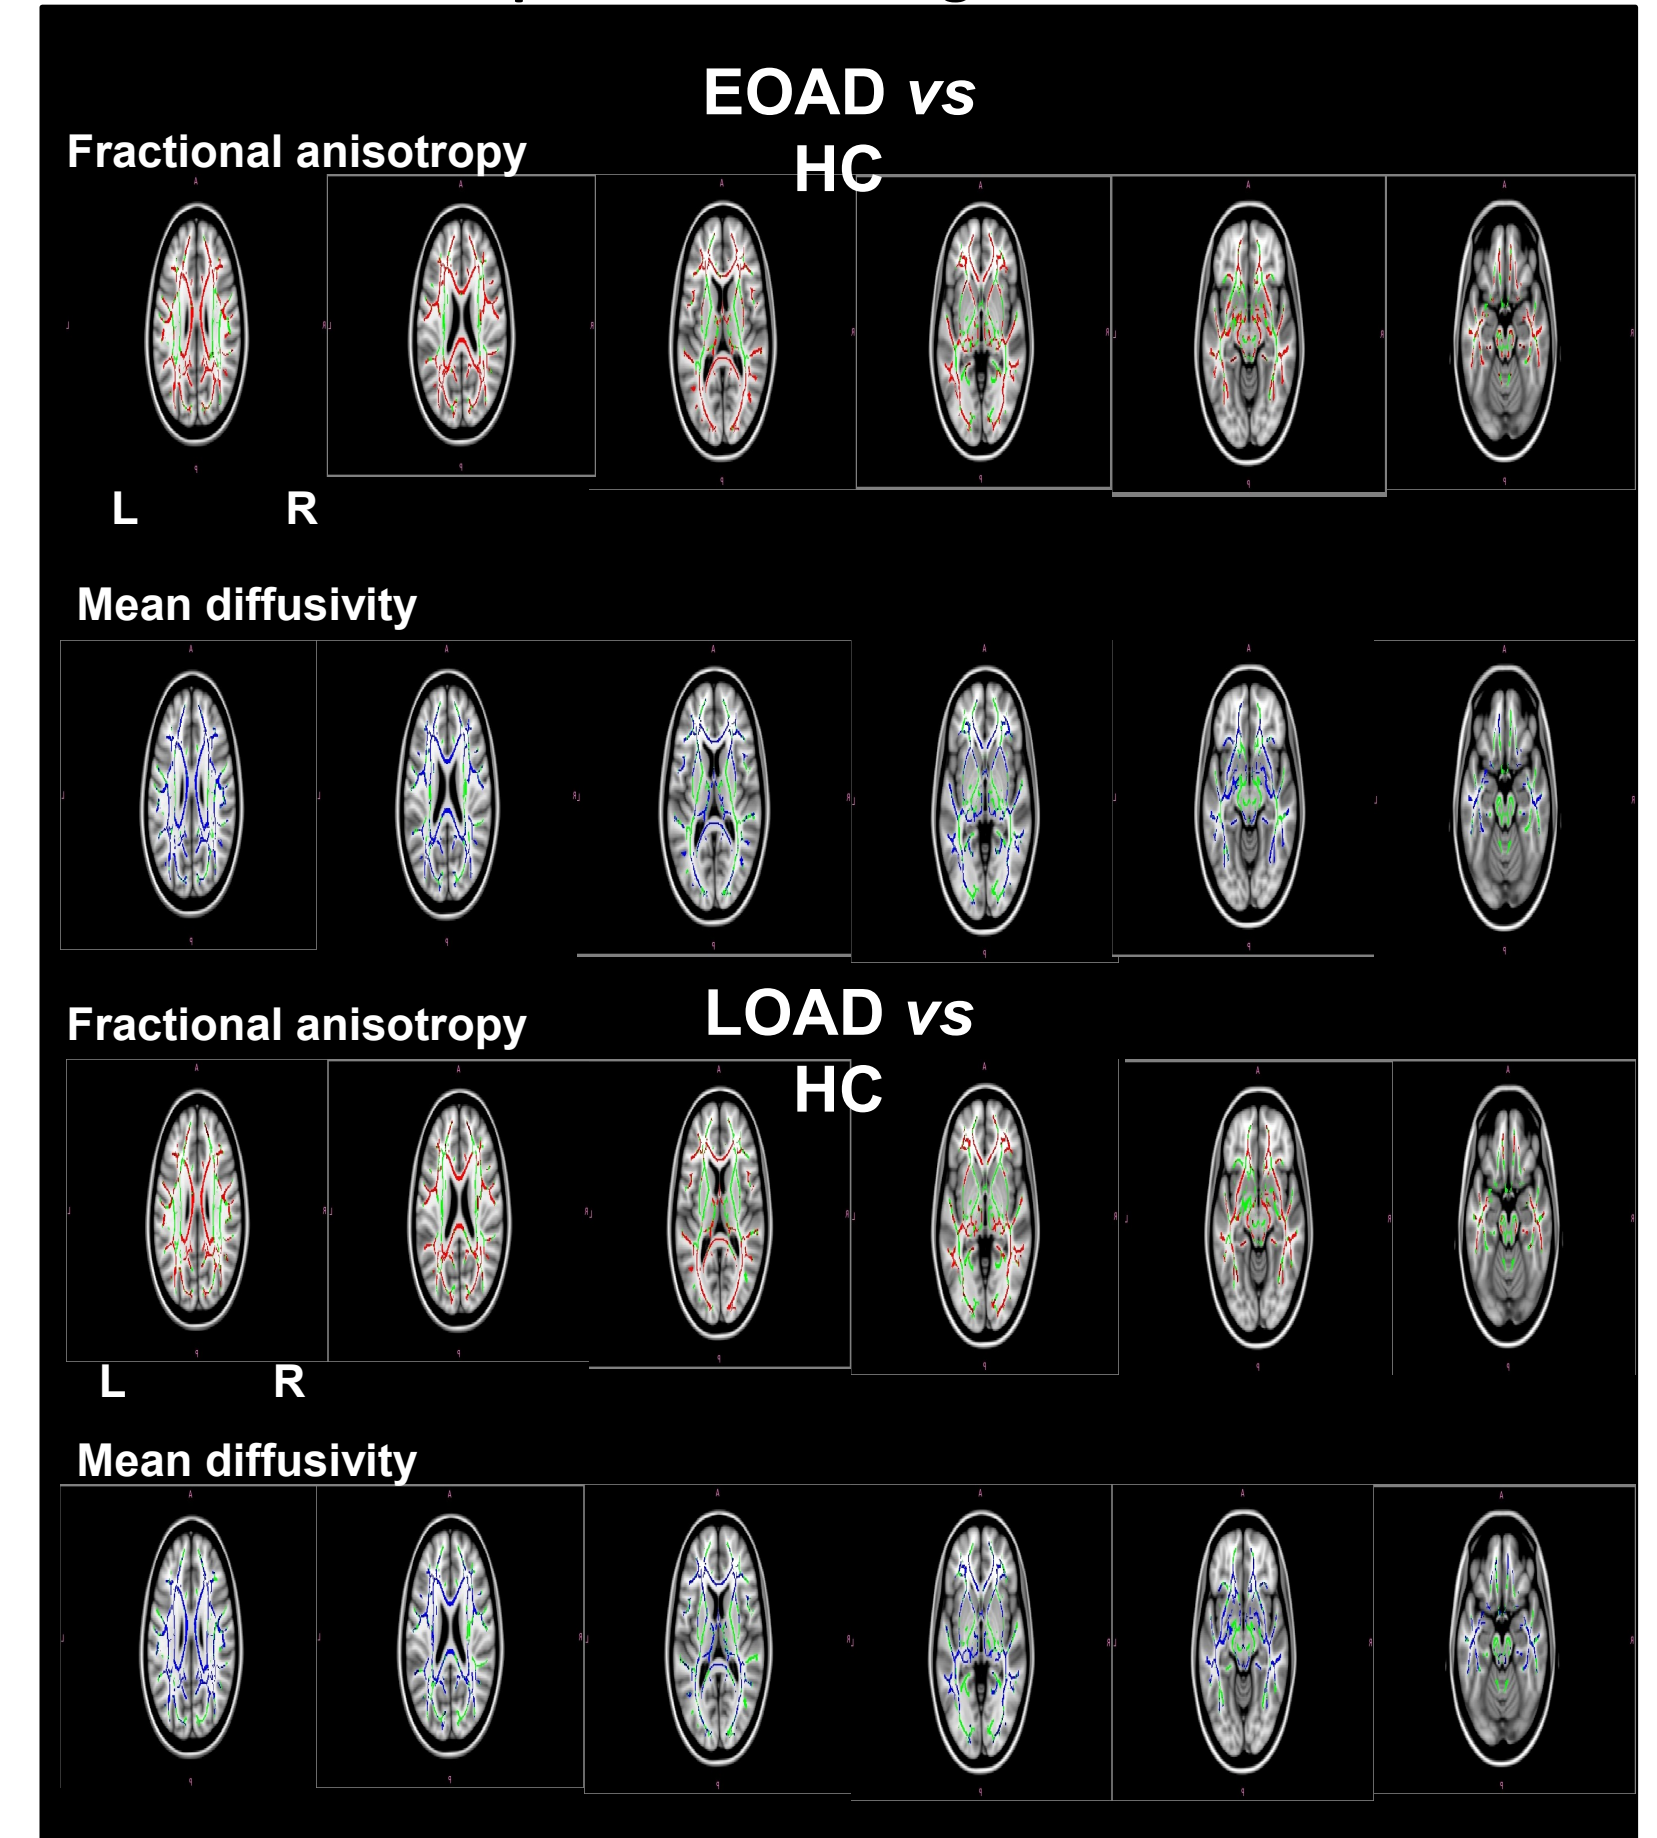 EOAD vs
HC
Fractional anisotropy
L R
Mean diffusivity
LOAD vs
HC
Fractional anisotropy
L R
Mean diffusivity